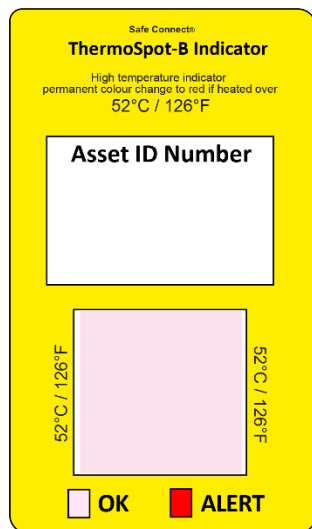 Safe Connect®
ThermoSpot-B Indicator
High temperature indicator
permanent colour change to red if heated over
52°C / 126°F
Asset ID Number
52°C / 126°F
52°C / 126°F
OK ALERT